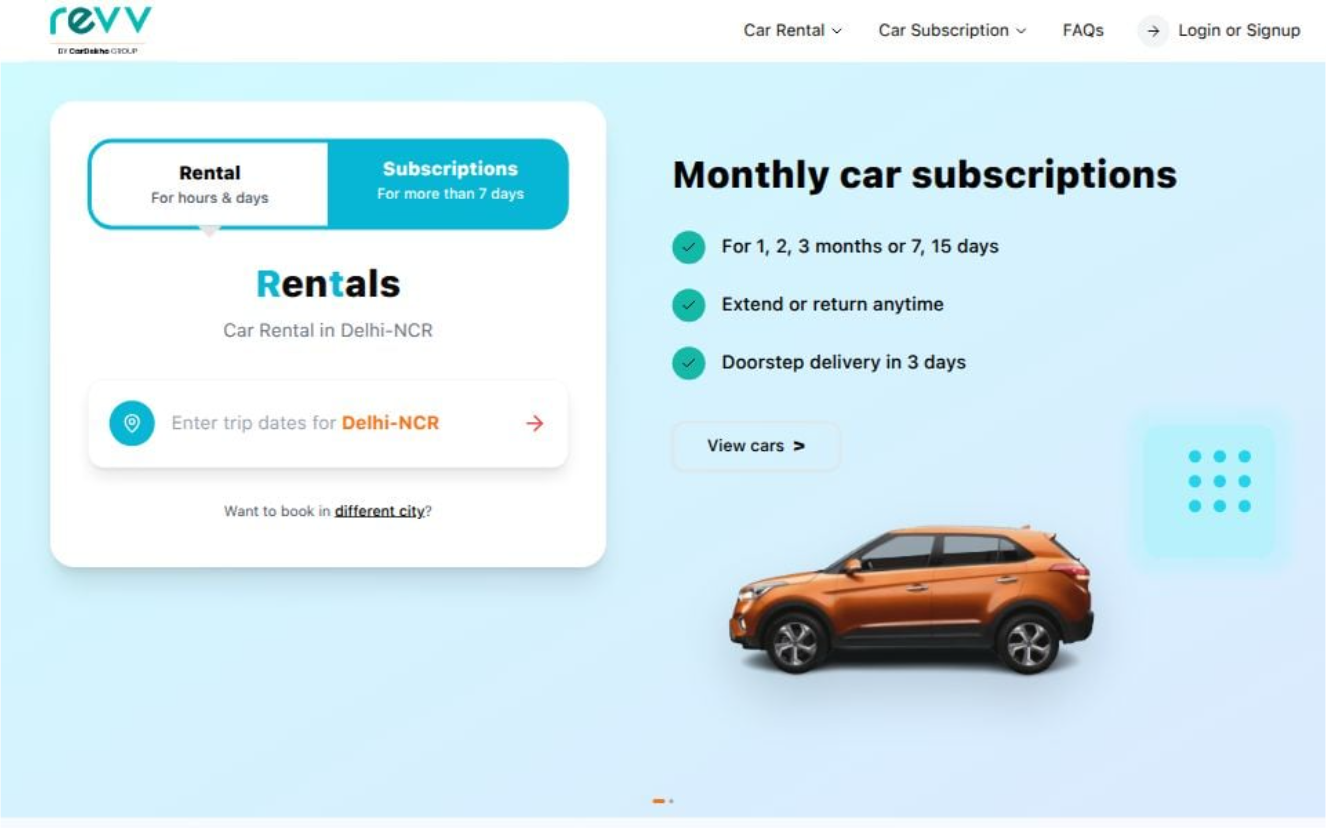 revv
BY CarDekho GROUP
Car Rental
Car Subscription
FAQs
Login or Signup
Rental
For hours & days
Subscriptions
For more than 7 days
Rentals
Car Rental in Delhi-NCR
Enter trip dates for Delhi-NCR
Want to book in different city?
Monthly car subscriptions
For 1, 2, 3 months or 7, 15 days
Extend or return anytime
Doorstep delivery in 3 days
View cars >